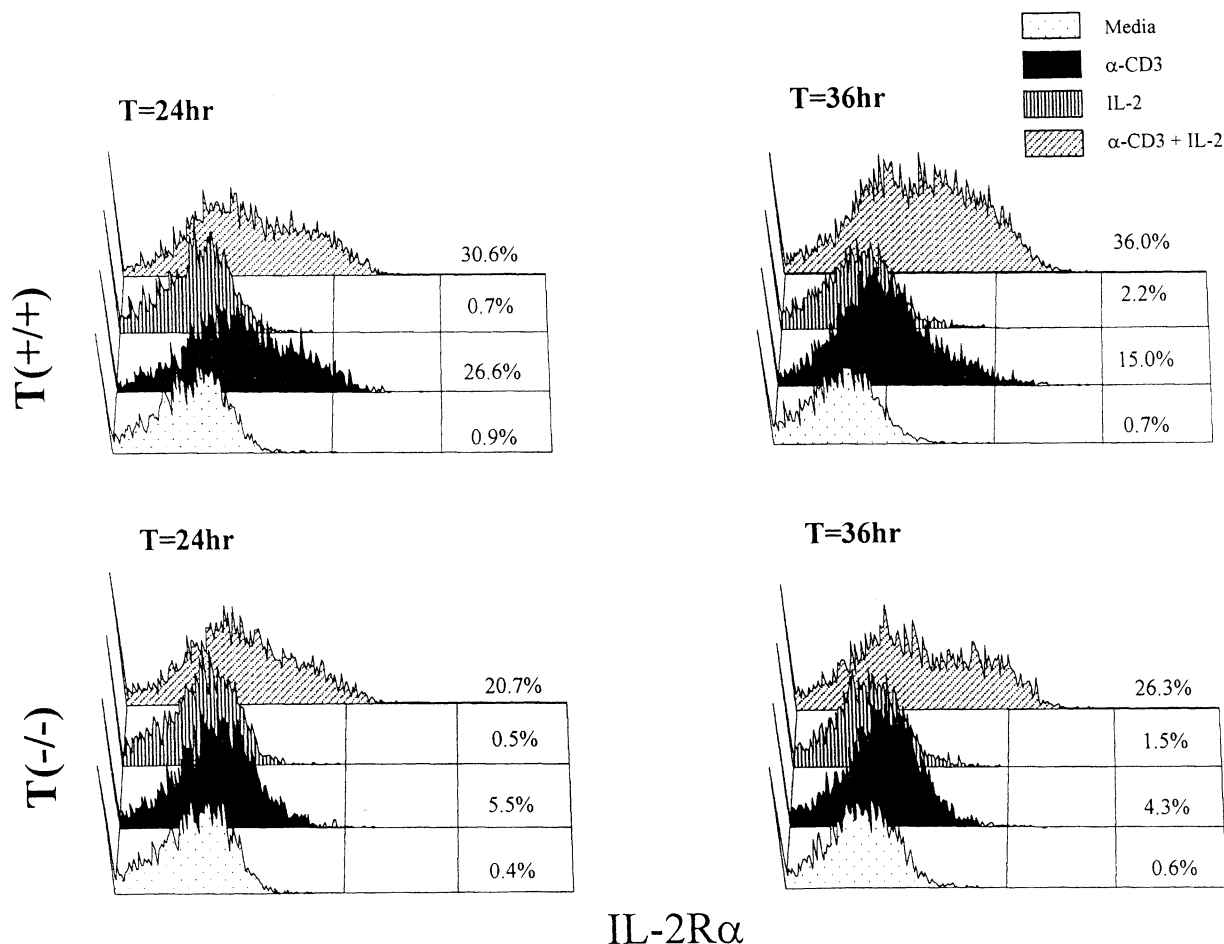 Media
α-CD3
IL-2
α-CD3 + IL-2
T=24hr
T=36hr
T(+/+)
30.6%
0.7%
26.6%
0.9%
36.0%
2.2%
15.0%
0.7%
T=24hr
T=36hr
T(-/-)
20.7%
0.5%
5.5%
0.4%
26.3%
1.5%
4.3%
0.6%
IL-2Rα